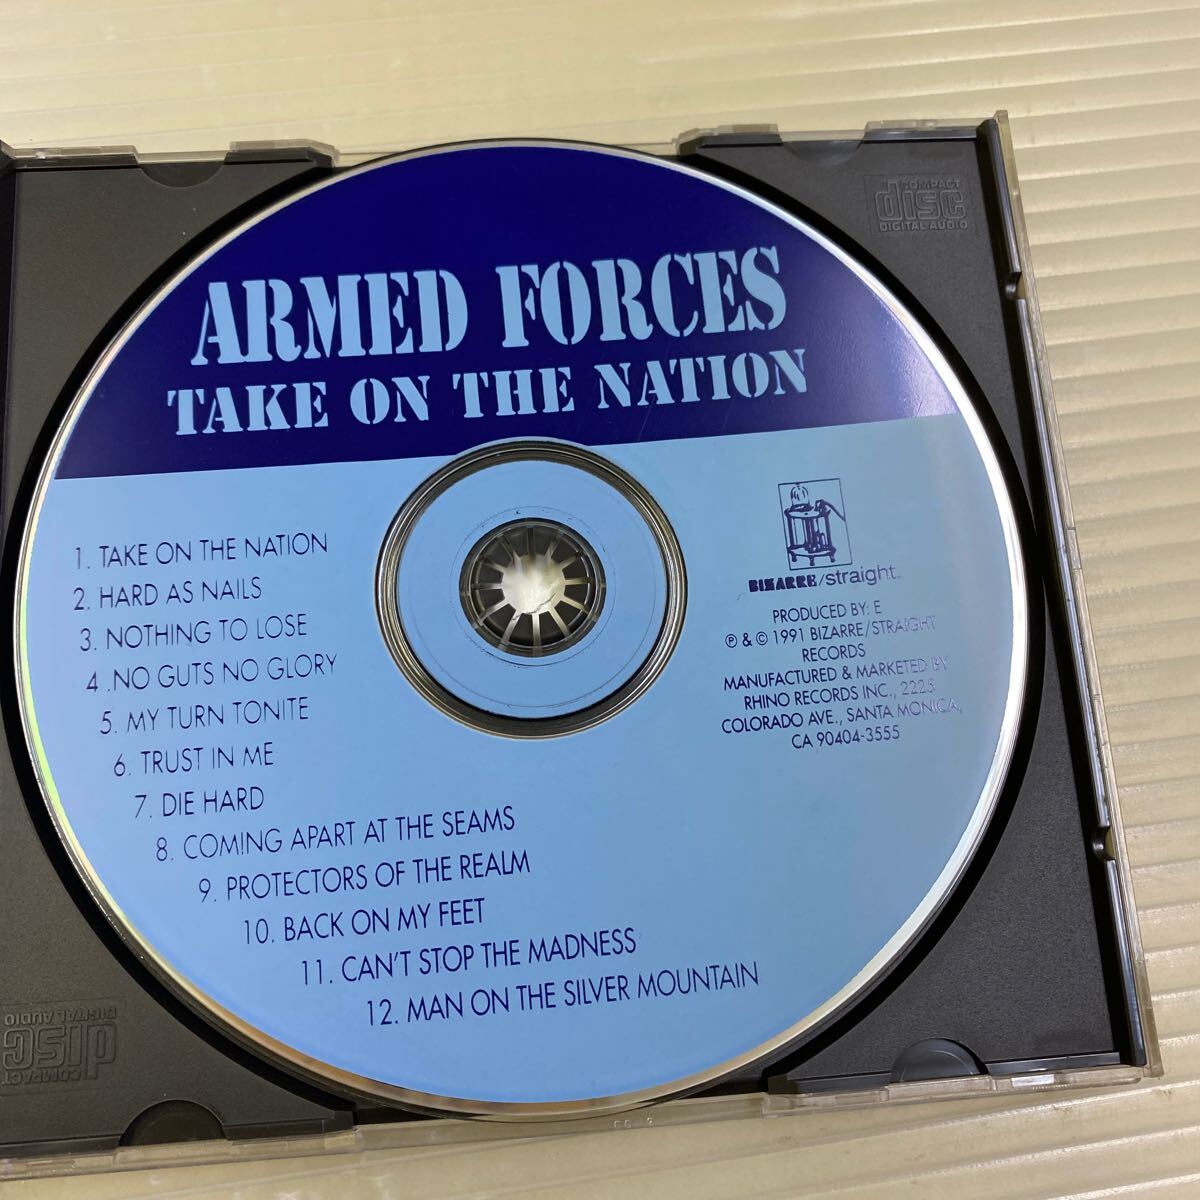 COMPACT
disc
DIGITAL AUDIO
ARMED FORCES
TAKE ON THE NATION
1. TAKE ON THE NATION
2. HARD AS NAILS
3. NOTHING TO LOSE
4 .NO GUTS NO GLORY
5. MY TURN TONITE
6. TRUST IN ME
7. DIE HARD
8. COMING APART AT THE SEAMS
9. PROTECTORS OF THE REALM
10. BACK ON MY FEET
11. CAN'T STOP THE MADNESS
12. MAN ON THE SILVER MOUNTAIN
BIZARRE/straight.
PRODUCED BY: E
℗ & © 1991 BIZARRE/STRAIGHT
RECORDS
MANUFACTURED & MARKETED BY
RHINO RECORDS INC., 2225
COLORADO AVE., SANTA MONICA,
CA 90404-3555
COMPACT
disc
DIGITAL AUDIO